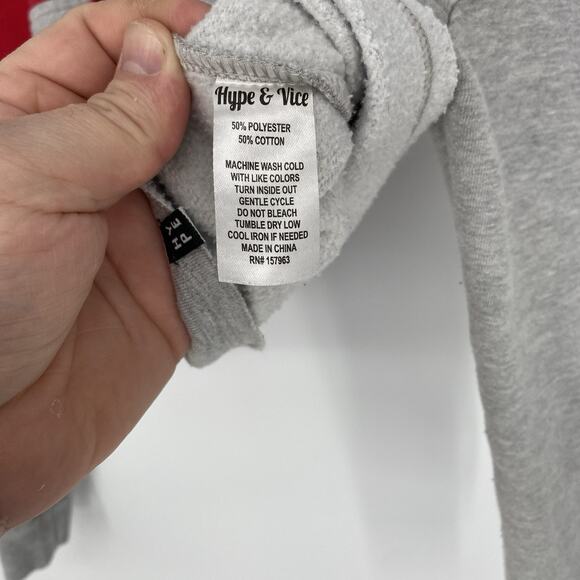 Hype & Vice
50% POLYESTER
50% COTTON
MACHINE WASH COLD
WITH LIKE COLORS
TURN INSIDE OUT
GENTLE CYCLE
DO NOT BLEACH
TUMBLE DRY LOW
COOL IRON IF NEEDED
MADE IN CHINA
RN# 157963